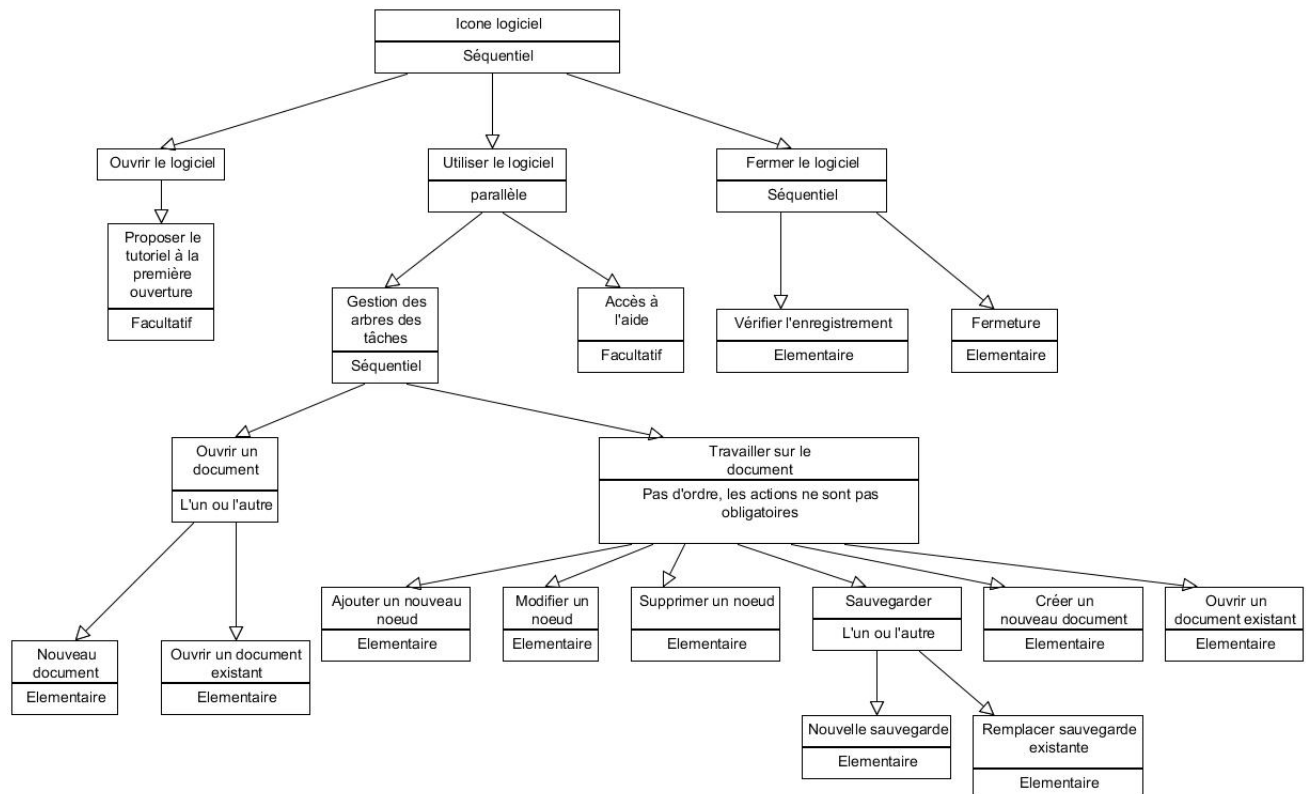 Icone logiciel
Séquentiel
Ouvrir le logiciel
Utiliser le logiciel
parallèle
Fermer le logiciel
Séquentiel
Proposer le
tutoriel à la
première
ouverture
Facultatif
Gestion des
arbres des
tâches
Séquentiel
Accès à
l'aide
Facultatif
Vérifier l'enregistrement
Elementaire
Fermeture
Elementaire
Ouvrir un
document
L'un ou l'autre
Travailler sur le
document
Pas d'ordre, les actions ne sont pas
obligatoires
Nouveau
document
Elementaire
Ouvrir un document
existant
Elementaire
Ajouter un nouveau
noeud
Elementaire
Modifier un
noeud
Elementaire
Supprimer un noeud
Elementaire
Sauvegarder
L'un ou l'autre
Créer un
nouveau document
Elementaire
Ouvrir un
document existant
Elementaire
Nouvelle sauvegarde
Elementaire
Remplacer sauvegarde
existante
Elementaire